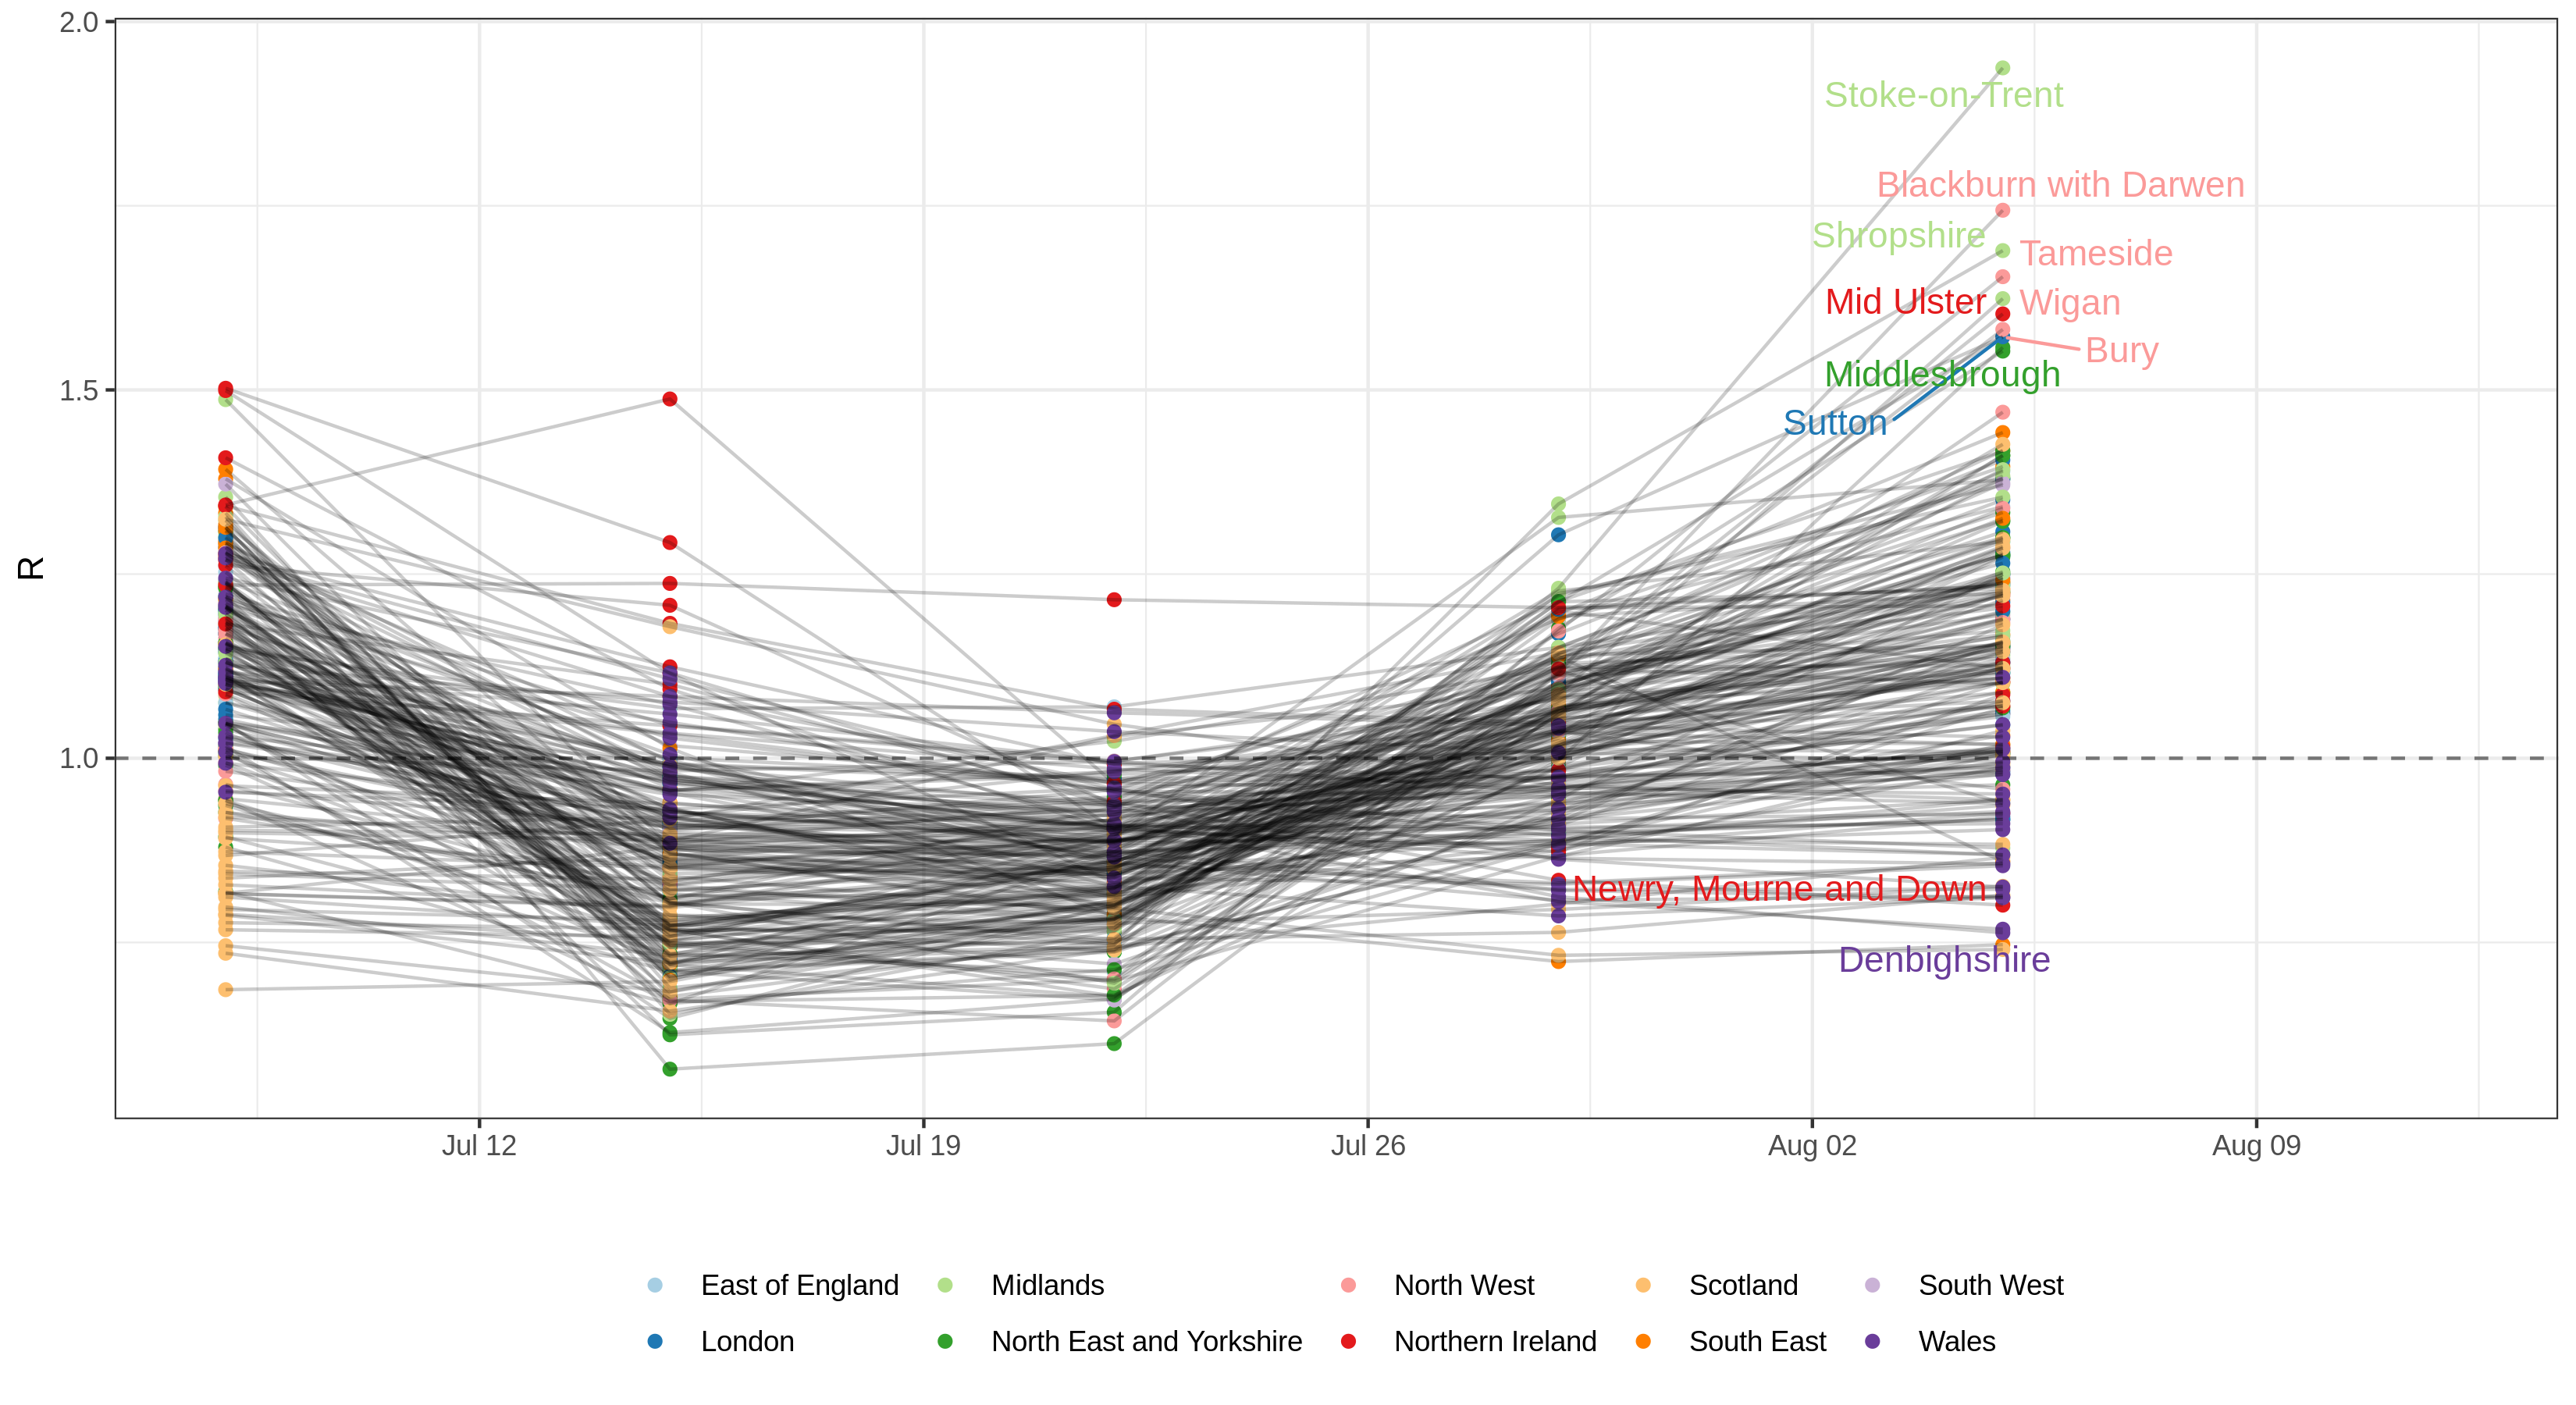 2.0
Stoke-on-Trent
Blackburn with Darwen
Shropshire
Tameside
Mid Ulster
Wigan
Bury
Middlesbrough
1.5
Sutton
R
1.0
Newry, Mourne and Down
Denbighshire
Jul 12
Jul 19
Jul 26
Aug 02
Aug 09
East of England
Midlands
North West
Scotland
South West
London
North East and Yorkshire
Northern Ireland
South East
Wales